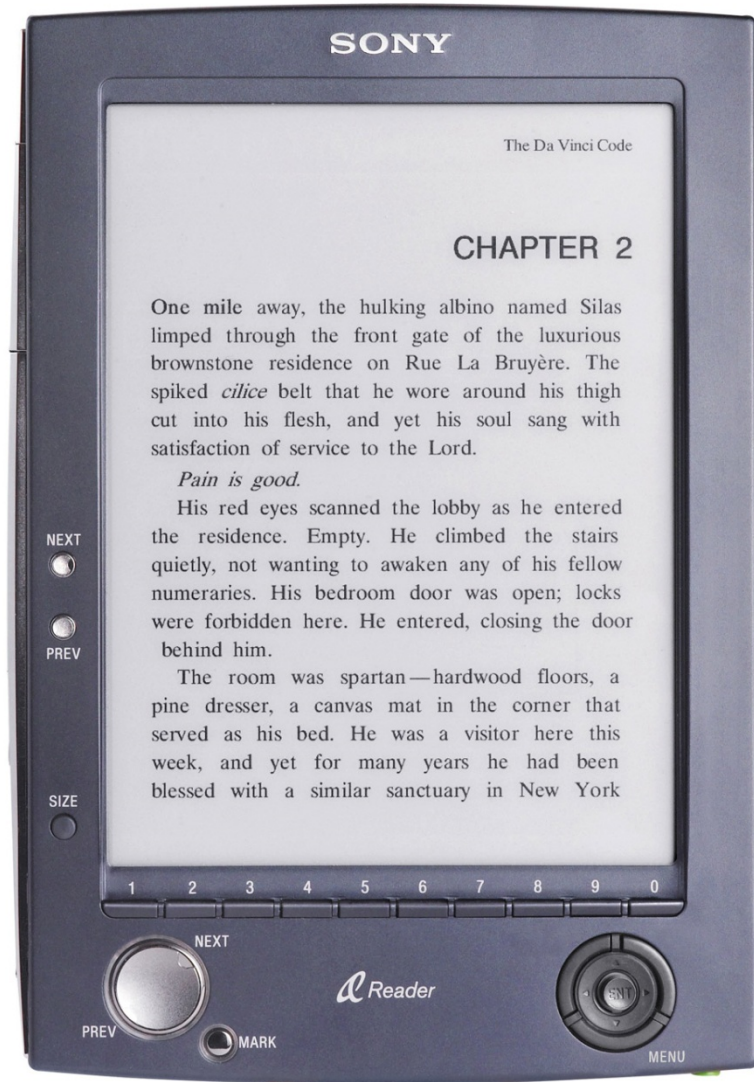 SONY
The Da Vinci Code
CHAPTER 2
One mile away, the hulking albino named Silas
limped through the front gate of the luxurious
brownstone residence on Rue La Bruyère. The
spiked cilice belt that he wore around his thigh
cut into his flesh, and yet his soul sang with
satisfaction of service to the Lord.
Pain is good.
His red eyes scanned the lobby as he entered
the residence. Empty. He climbed the stairs
quietly, not wanting to awaken any of his fellow
numeraries. His bedroom door was open; locks
were forbidden here. He entered, closing the door
behind him.
The room was spartan—hardwood floors, a
pine dresser, a canvas mat in the corner that
served as his bed. He was a visitor here this
week, and yet for many years he had been
blessed with a similar sanctuary in New York
NEXT
PREV
SIZE
1 2 3 4 5 6 7 8 9 0
NEXT
PREV
MARK
Reader
ENT
MENU